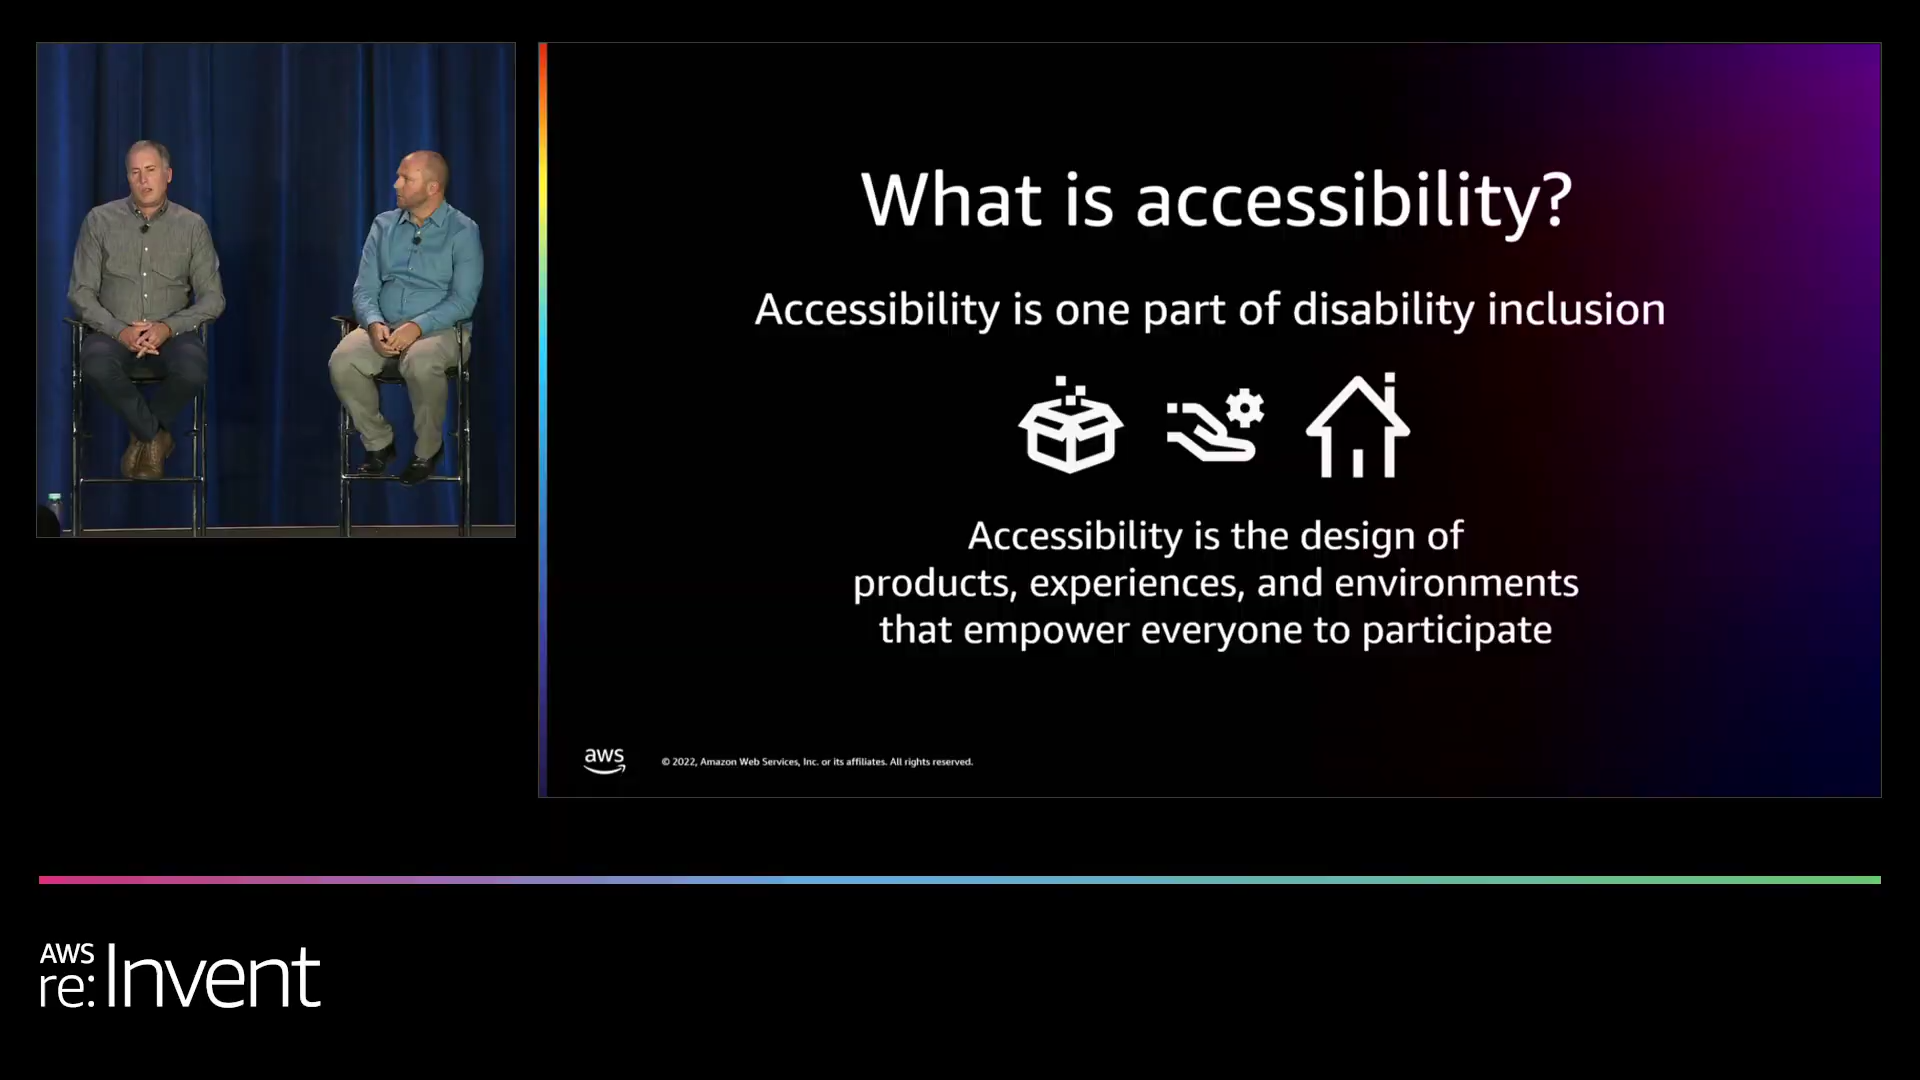 What is accessibility?
Accessibility is one part of disability inclusion
Accessibility is the design of
products, experiences, and environments
that empower everyone to participate
aws
© 2022, Amazon Web Services, Inc. or its affiliates. All rights reserved.
AWS
re:Invent